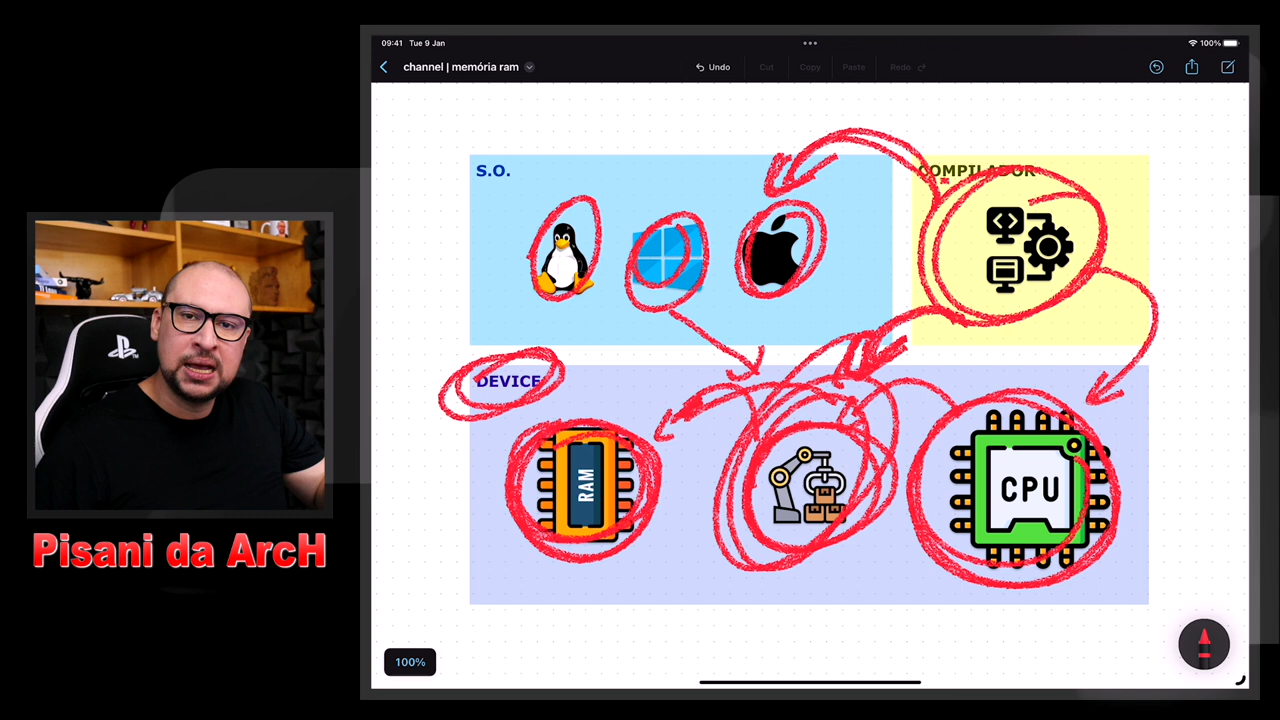 09:41 Tue 9 Jan
100%
channel | memória ram
Undo
Cut
Copy
Paste
Redo
S.O.
COMPILADOR
DEVICE
RAM
CPU
Pisani da ArcH
100%